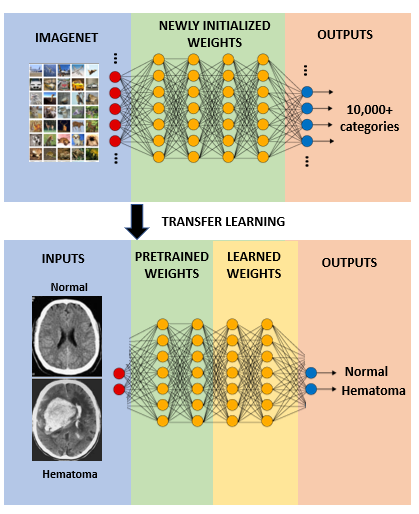 IMAGENET
NEWLY INITIALIZED
WEIGHTS
OUTPUTS
10,000+
categories
TRANSFER LEARNING
INPUTS
PRETRAINED
WEIGHTS
LEARNED
WEIGHTS
OUTPUTS
Normal
Normal
Hematoma
Hematoma